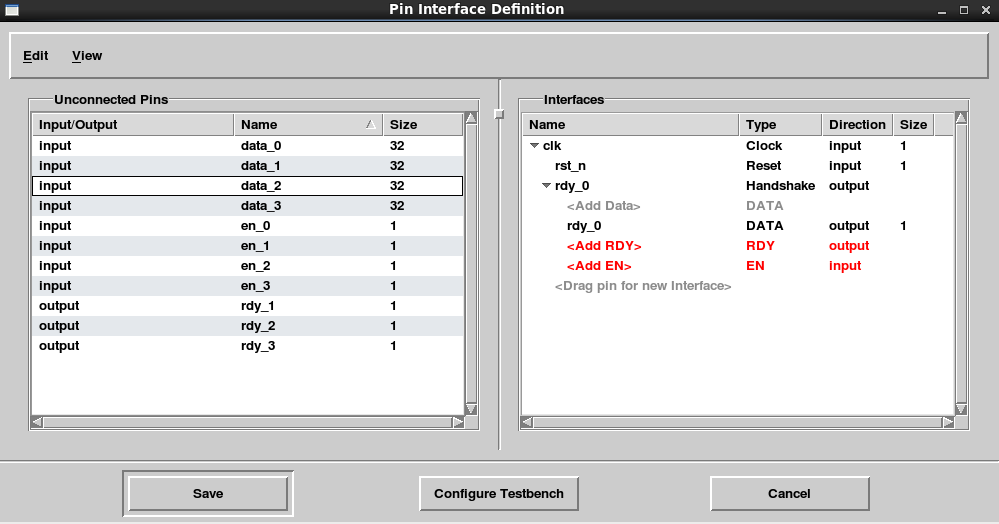 Pin Interface Definition
Edit View
Unconnected Pins
Input/Output Name Size
input data_0 32
input data_1 32
input data_2 32
input data_3 32
input en_0 1
input en_1 1
input en_2 1
input en_3 1
output rdy_1 1
output rdy_2 1
output rdy_3 1
Interfaces
Name Type Direction Size
clk Clock input 1
rst_n Reset input 1
rdy_0 Handshake output
<Add Data> DATA
rdy_0 DATA output 1
<Add RDY> RDY output
<Add EN> EN input
<Drag pin for new Interface>
Save Configure Testbench Cancel